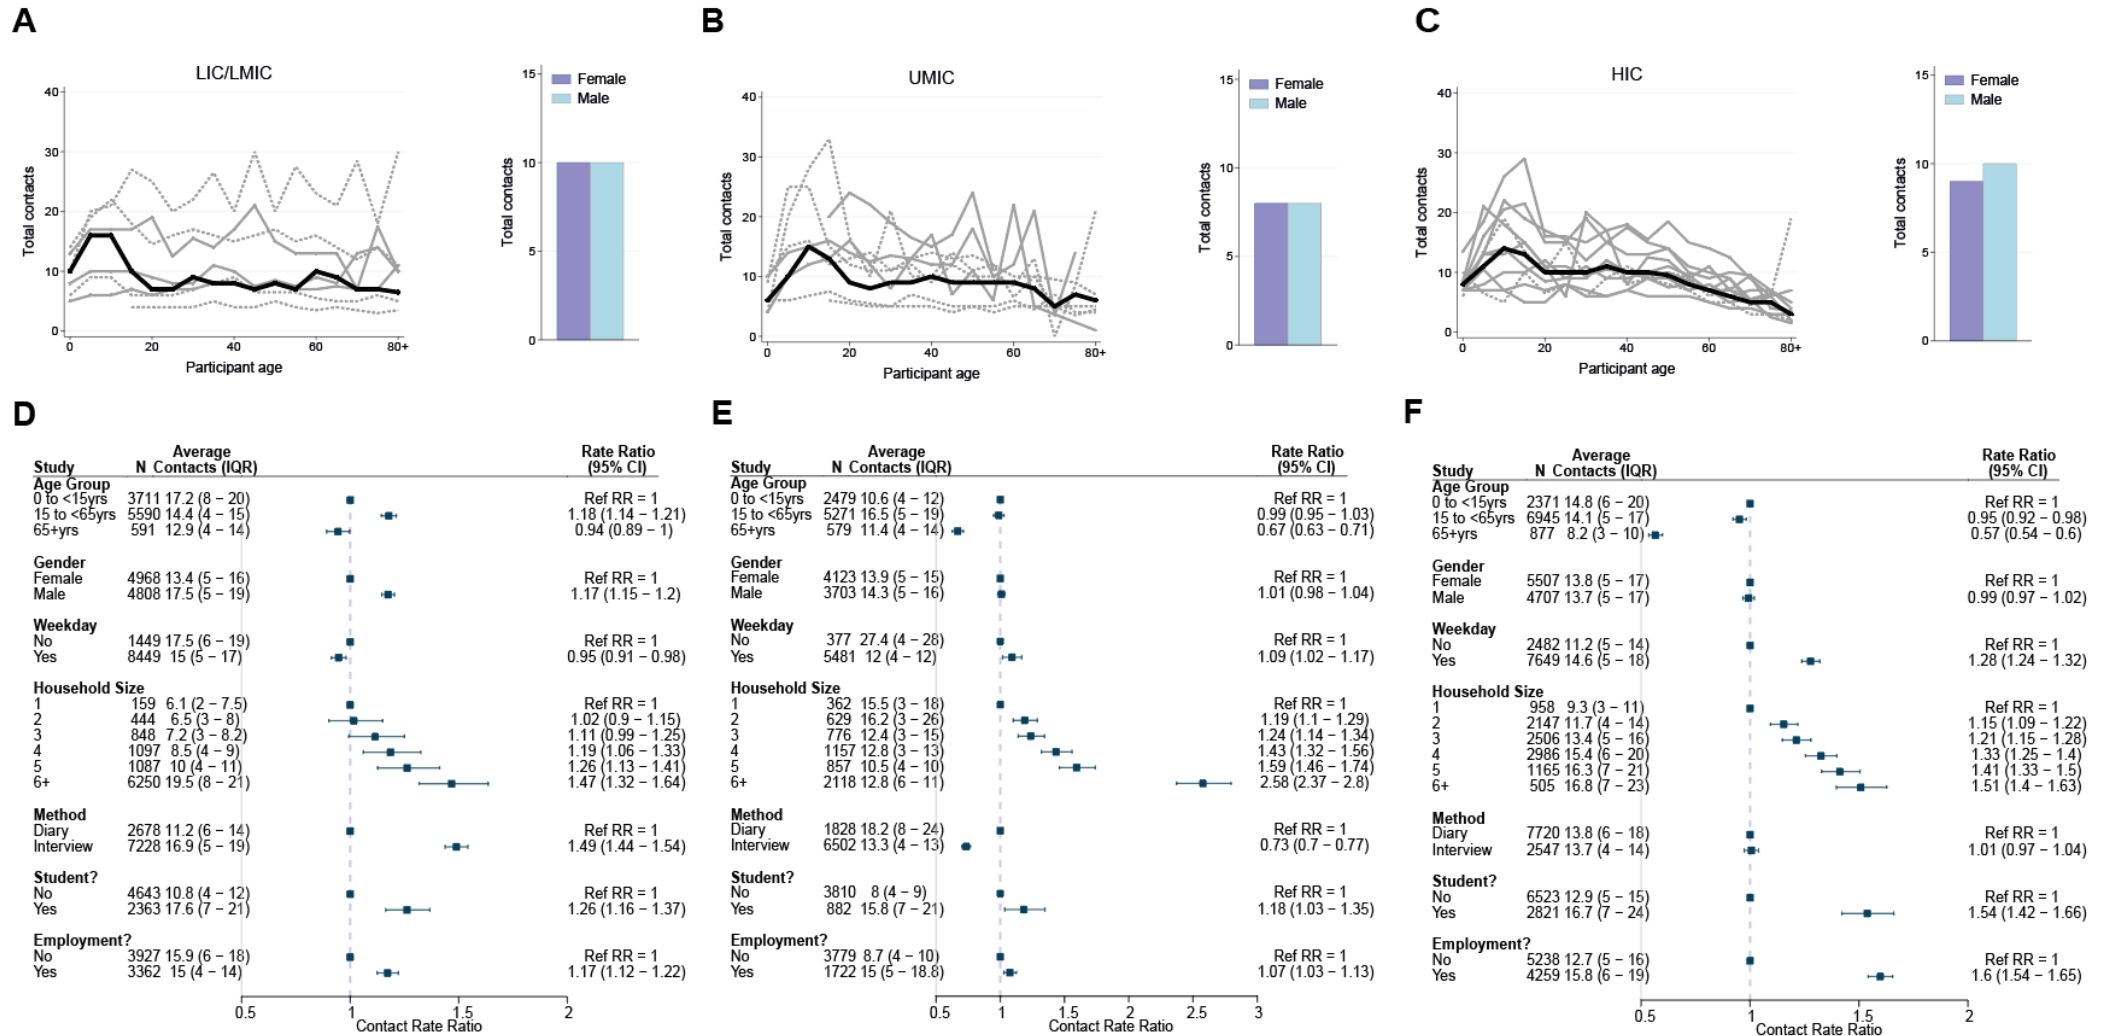 A
LIC/LMIC
Total contacts
40
30
20
10
0
0 20 40 60 80+
Participant age
Total contacts
15
10
5
0
Female
Male
B
UMIC
Total contacts
40
30
20
10
0
0 20 40 60 80+
Participant age
Total contacts
15
10
5
0
Female
Male
C
HIC
Total contacts
40
30
20
10
0
0 20 40 60 80+
Participant age
Total contacts
15
10
5
0
Female
Male
D
Average Rate Ratio
Study N Contacts (IQR) (95% CI)
Age Group
0 to <15yrs 3711 17.2 (8 − 20) Ref RR = 1
15 to <65yrs 5590 14.4 (4 − 15) 1.18 (1.14 − 1.21)
65+yrs 591 12.9 (4 − 14) 0.94 (0.89 − 1)
Gender
Female 4968 13.4 (5 − 16) Ref RR = 1
Male 4808 17.5 (5 − 19) 1.17 (1.15 − 1.2)
Weekday
No 1449 17.5 (6 − 19) Ref RR = 1
Yes 8449 15 (5 − 17) 0.95 (0.91 − 0.98)
Household Size
1 159 6.1 (2 − 7.5) Ref RR = 1
2 444 6.5 (3 − 8) 1.02 (0.9 − 1.15)
3 848 7.2 (3 − 8.2) 1.11 (0.99 − 1.25)
4 1097 8.5 (4 − 9) 1.19 (1.06 − 1.33)
5 1087 10 (4 − 11) 1.26 (1.13 − 1.41)
6+ 6250 19.5 (8 − 21) 1.47 (1.32 − 1.64)
Method
Diary 2678 11.2 (6 − 14) Ref RR = 1
Interview 7228 16.9 (5 − 19) 1.49 (1.44 − 1.54)
Student?
No 4643 10.8 (4 − 12) Ref RR = 1
Yes 2363 17.6 (7 − 21) 1.26 (1.16 − 1.37)
Employment?
No 3927 15.9 (6 − 18) Ref RR = 1
Yes 3362 15 (4 − 14) 1.17 (1.12 − 1.22)
0.5 1 1.5 2
Contact Rate Ratio
E
Average Rate Ratio
Study N Contacts (IQR) (95% CI)
Age Group
0 to <15yrs 2479 10.6 (4 − 12) Ref RR = 1
15 to <65yrs 5271 16.5 (5 − 19) 0.99 (0.95 − 1.03)
65+yrs 579 11.4 (4 − 14) 0.67 (0.63 − 0.71)
Gender
Female 4123 13.9 (5 − 15) Ref RR = 1
Male 3703 14.3 (5 − 16) 1.01 (0.98 − 1.04)
Weekday
No 377 27.4 (4 − 28) Ref RR = 1
Yes 5481 12 (4 − 12) 1.09 (1.02 − 1.17)
Household Size
1 362 15.5 (3 − 18) Ref RR = 1
2 629 16.2 (3 − 26) 1.19 (1.1 − 1.29)
3 776 12.4 (3 − 15) 1.24 (1.14 − 1.34)
4 1157 12.8 (3 − 13) 1.43 (1.32 − 1.56)
5 857 10.5 (4 − 10) 1.59 (1.46 − 1.74)
6+ 2118 12.8 (6 − 11) 2.58 (2.37 − 2.8)
Method
Diary 1828 18.2 (8 − 24) Ref RR = 1
Interview 6502 13.3 (4 − 13) 0.73 (0.7 − 0.77)
Student?
No 3810 8 (4 − 9) Ref RR = 1
Yes 882 15.8 (7 − 21) 1.18 (1.03 − 1.35)
Employment?
No 3779 8.7 (4 − 10) Ref RR = 1
Yes 1722 15 (5 − 18.8) 1.07 (1.03 − 1.13)
0.5 1 1.5 2 2.5 3
Contact Rate Ratio
F
Average Rate Ratio
Study N Contacts (IQR) (95% CI)
Age Group
0 to <15yrs 2371 14.8 (6 − 20) Ref RR = 1
15 to <65yrs 6945 14.1 (5 − 17) 0.95 (0.92 − 0.98)
65+yrs 877 8.2 (3 − 10) 0.57 (0.54 − 0.6)
Gender
Female 5507 13.8 (5 − 17) Ref RR = 1
Male 4707 13.7 (5 − 17) 0.99 (0.97 − 1.02)
Weekday
No 2482 11.2 (5 − 14) Ref RR = 1
Yes 7649 14.6 (5 − 18) 1.28 (1.24 − 1.32)
Household Size
1 958 9.3 (3 − 11) Ref RR = 1
2 2147 11.7 (4 − 14) 1.15 (1.09 − 1.22)
3 2506 13.4 (5 − 16) 1.21 (1.15 − 1.28)
4 2986 15.4 (6 − 20) 1.33 (1.25 − 1.4)
5 1165 16.3 (7 − 21) 1.41 (1.33 − 1.5)
6+ 505 16.8 (7 − 23) 1.51 (1.4 − 1.63)
Method
Diary 7720 13.8 (6 − 18) Ref RR = 1
Interview 2547 13.7 (4 − 14) 1.01 (0.97 − 1.04)
Student?
No 6523 12.9 (5 − 15) Ref RR = 1
Yes 2821 16.7 (7 − 24) 1.54 (1.42 − 1.66)
Employment?
No 5238 12.7 (5 − 16) Ref RR = 1
Yes 4259 15.8 (6 − 19) 1.6 (1.54 − 1.65)
0.5 1 1.5 2
Contact Rate Ratio